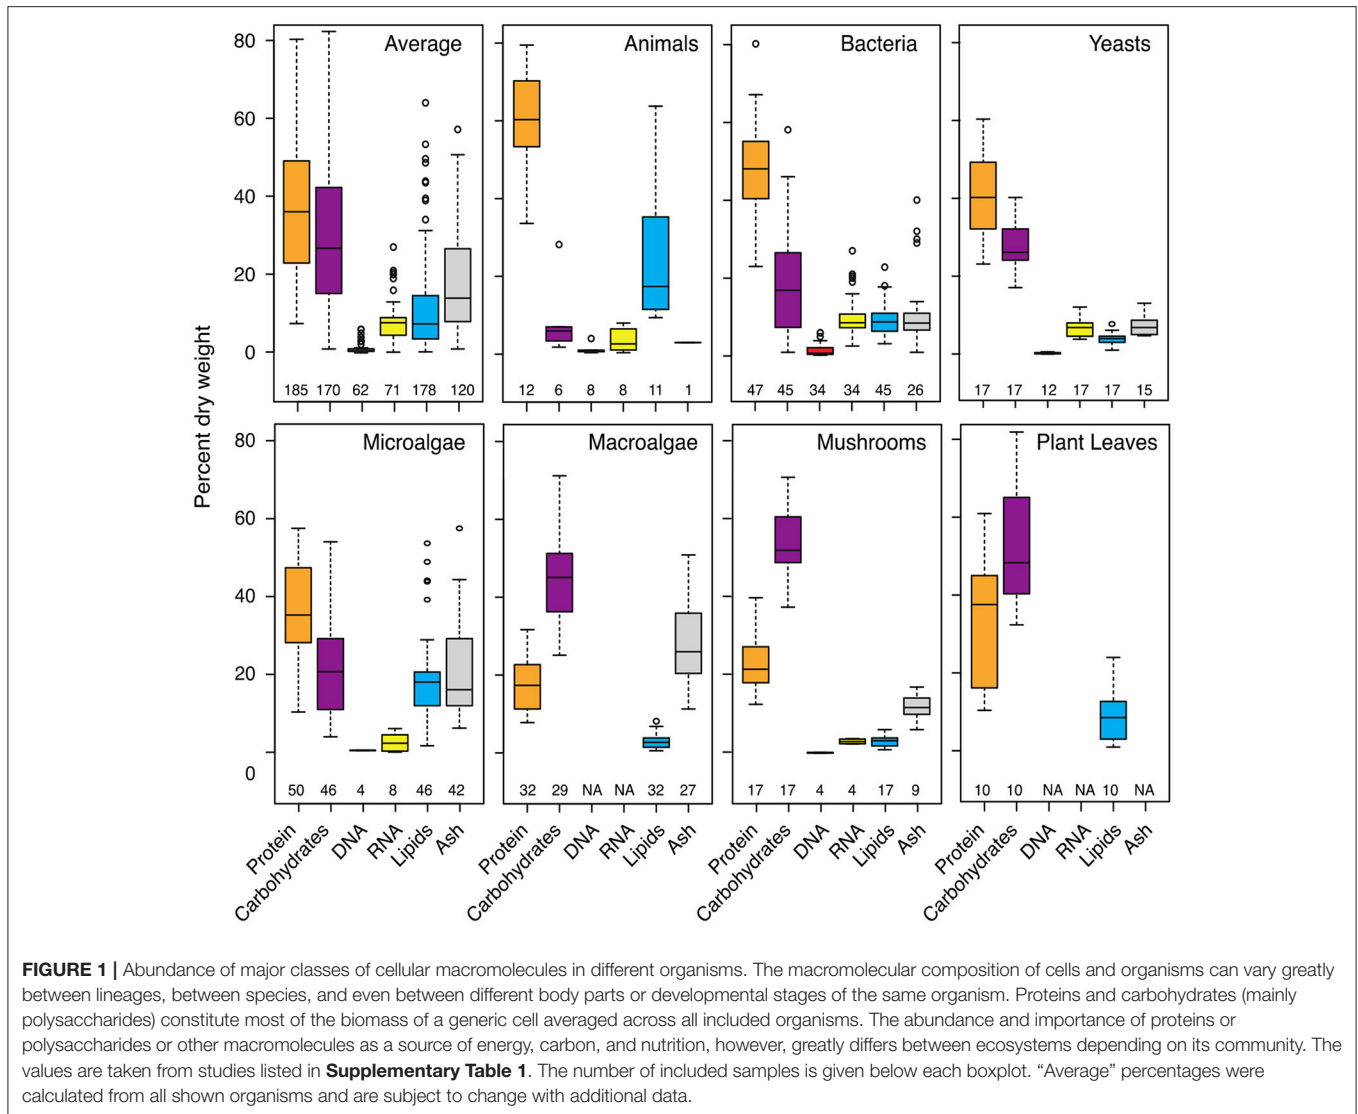 Average
Animals
Bacteria
Yeasts
80
60
40
20
0
185 170 62 71 178 120
12 6 8 8 11 1
47 45 34 34 45 26
17 17 12 17 17 15
Percent dry weight
Microalgae
Macroalgae
Mushrooms
Plant Leaves
80
60
40
20
0
50 46 4 8 46 42
32 29 NA NA 32 27
17 17 4 4 17 9
10 10 NA NA 10 NA
Protein Carbohydrates DNA RNA Lipids Ash
Protein Carbohydrates DNA RNA Lipids Ash
Protein Carbohydrates DNA RNA Lipids Ash
Protein Carbohydrates DNA RNA Lipids Ash
FIGURE 1 | Abundance of major classes of cellular macromolecules in different organisms. The macromolecular composition of cells and organisms can vary greatly
between lineages, between species, and even between different body parts or developmental stages of the same organism. Proteins and carbohydrates (mainly
polysaccharides) constitute most of the biomass of a generic cell averaged across all included organisms. The abundance and importance of proteins or
polysaccharides or other macromolecules as a source of energy, carbon, and nutrition, however, greatly differs between ecosystems depending on its community. The
values are taken from studies listed in Supplementary Table 1. The number of included samples is given below each boxplot. “Average” percentages were
calculated from all shown organisms and are subject to change with additional data.